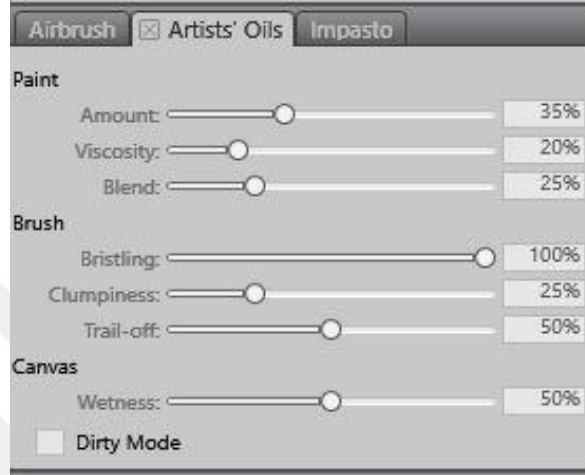 Airbrush Artists' Oils Impasto
Paint
Amount: 35%
Viscosity: 20%
Blend: 25%
Brush
Bristling: 100%
Clumpiness: 25%
Trail-off: 50%
Canvas
Wetness: 50%
Dirty Mode